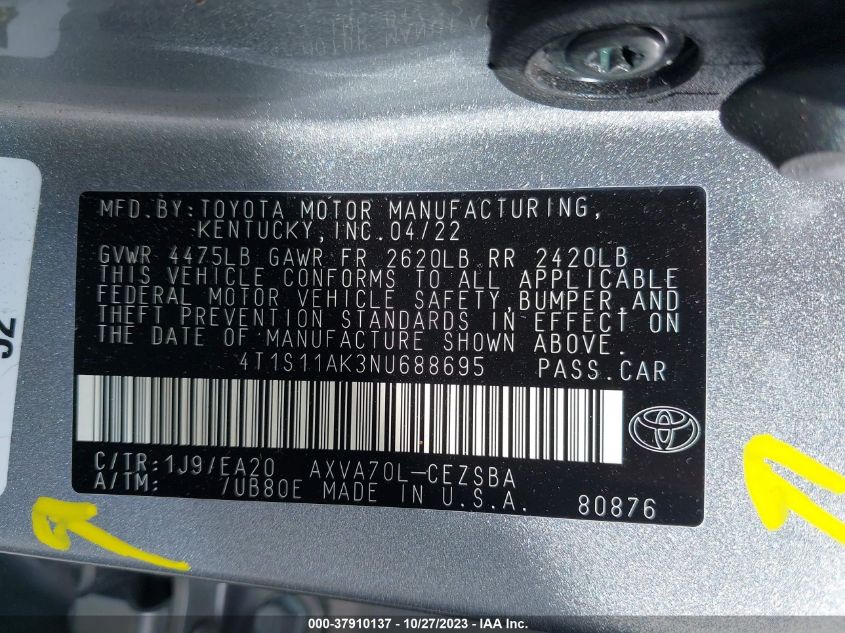 MFD.BY:TOYOTA MOTOR MANUFACTURING,
KENTUCKY,INC.04/22
GVWR 4475LB GAWR FR 2620LB RR 2420LB
THIS VEHICLE CONFORMS TO ALL APPLICABLE
FEDERAL MOTOR VEHICLE SAFETY,BUMPER,AND
THEFT PREVENTION STANDARDS IN EFFECT ON
THE DATE OF MANUFACTURE SHOWN ABOVE.
4T1S11AK3NU688695 PASS.CAR
C/TR:1J9/EA20 AXVA70L-CEZSBA
A/TM: 7UB80E MADE IN U.S.A. 80876
000-37910137 - 10/27/2023 - IAA Inc.